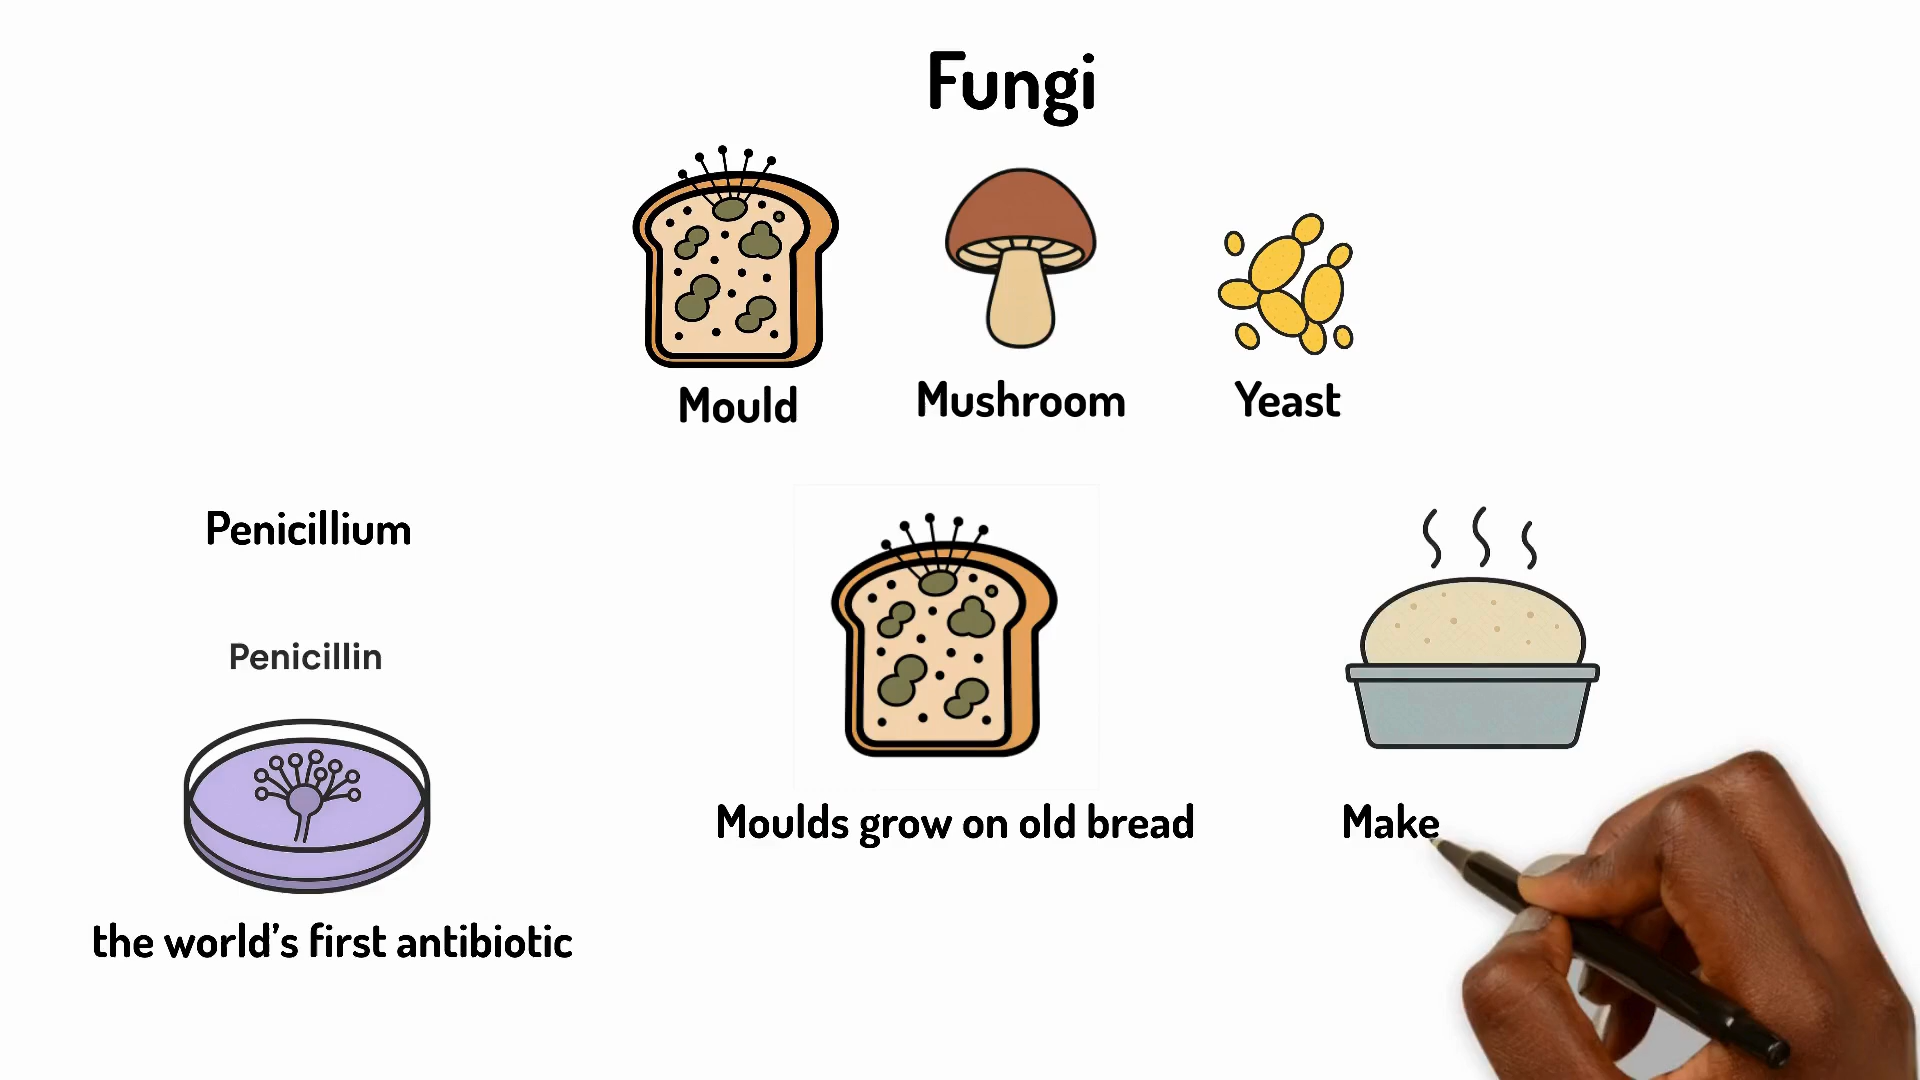 Fungi
Mould
Mushroom
Yeast
Penicillium
Penicillin
the world's first antibiotic
Moulds grow on old bread
Make